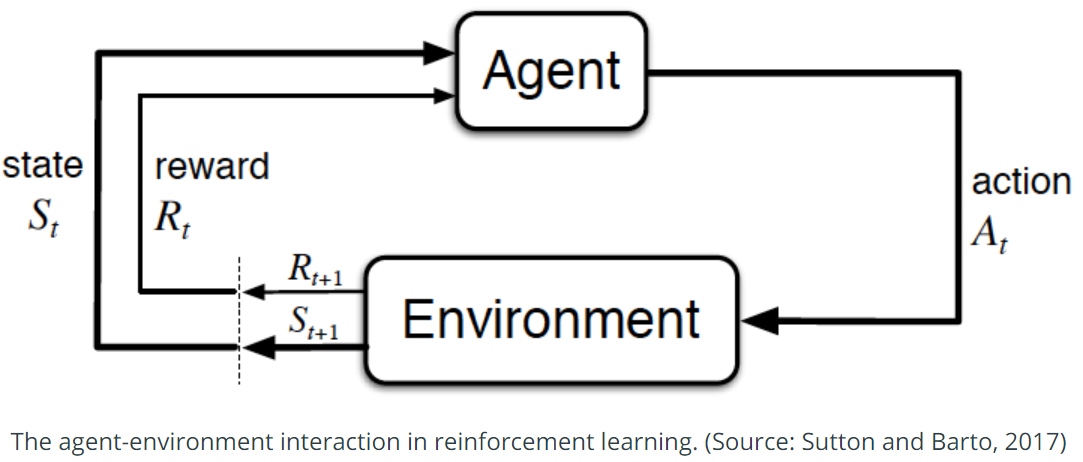 Agent
state
S_t
reward
R_t
action
A_t
R_{t+1}
S_{t+1}
Environment
The agent-environment interaction in reinforcement learning. (Source: Sutton and Barto, 2017)